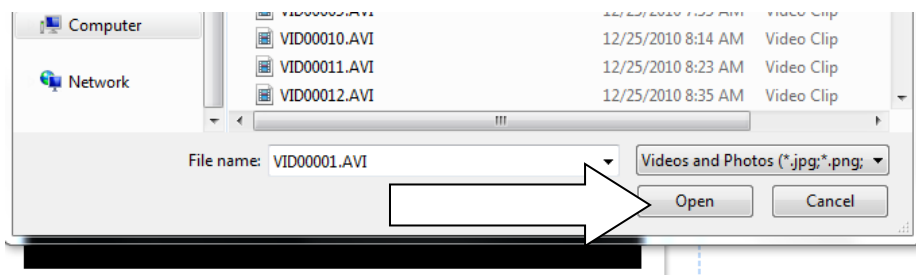 Computer
VID00010.AVI 12/25/2010 8:14 AM Video Clip
VID00011.AVI 12/25/2010 8:23 AM Video Clip
Network
VID00012.AVI 12/25/2010 8:35 AM Video Clip
File name: VID00001.AVI Videos and Photos (*.jpg;*.png;
Open Cancel